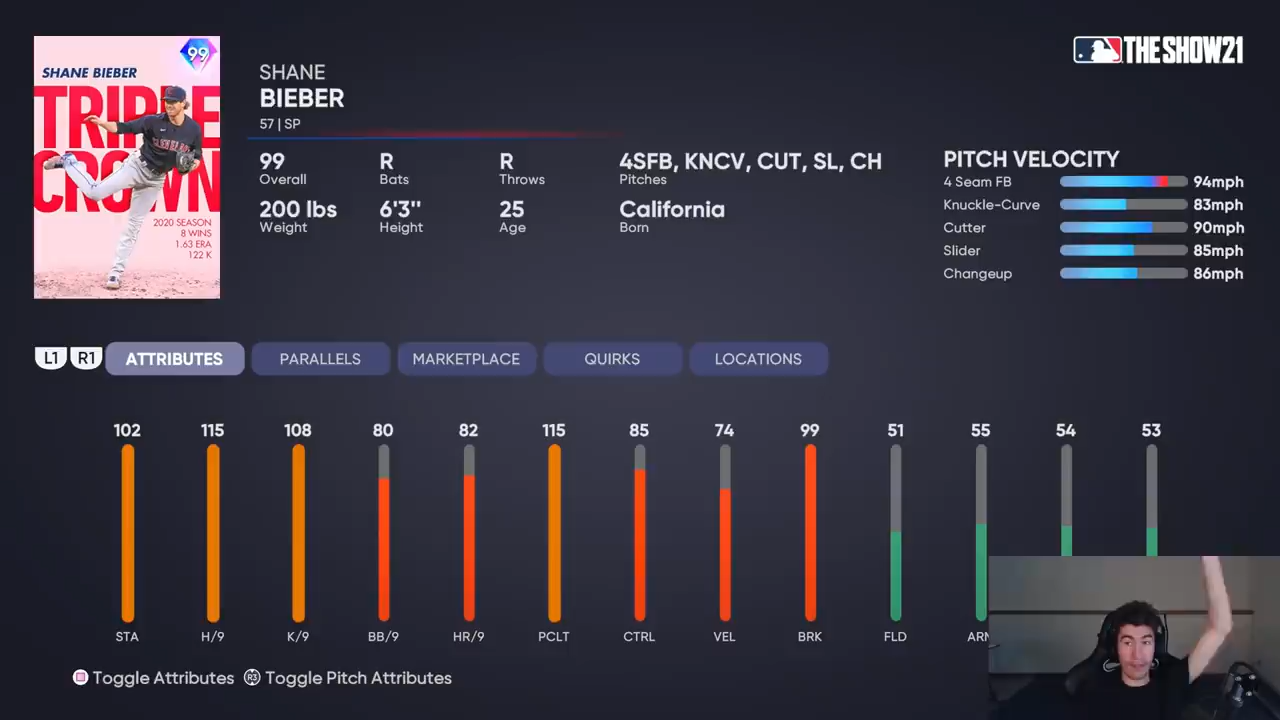 99
SHANE BIEBER
TRIPLE
CROWN
2020 SEASON
8 WINS
1.63 ERA
122 K
SHANE
BIEBER
57 | SP
99
Overall
R
Bats
R
Throws
4SFB, KNCV, CUT, SL, CH
Pitches
200 lbs
Weight
6'3''
Height
25
Age
California
Born
THE SHOW21
PITCH VELOCITY
4 Seam FB 94mph
Knuckle-Curve 83mph
Cutter 90mph
Slider 85mph
Changeup 86mph
L1 R1 ATTRIBUTES PARALLELS MARKETPLACE QUIRKS LOCATIONS
102 115 108 80 82 115 85 74 99 51 55 54 53
STA H/9 K/9 BB/9 HR/9 PCLT CTRL VEL BRK FLD
Toggle Attributes R3 Toggle Pitch Attributes